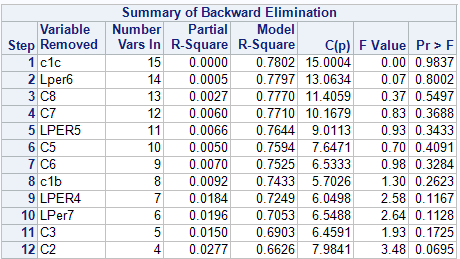 Summary of Backward Elimination
Step Variable Removed Number Vars In Partial R-Square Model R-Square C(p) F Value Pr > F
1 c1c 15 0.0000 0.7802 15.0004 0.00 0.9837
2 Lper6 14 0.0005 0.7797 13.0634 0.07 0.8002
3 C8 13 0.0027 0.7770 11.4059 0.37 0.5497
4 C7 12 0.0060 0.7710 10.1679 0.83 0.3688
5 LPER5 11 0.0066 0.7644 9.0113 0.93 0.3433
6 C5 10 0.0050 0.7594 7.6471 0.70 0.4091
7 C6 9 0.0070 0.7525 6.5333 0.98 0.3284
8 c1b 8 0.0092 0.7433 5.7026 1.30 0.2623
9 LPER4 7 0.0184 0.7249 6.0498 2.58 0.1167
10 LPer7 6 0.0196 0.7053 6.5488 2.64 0.1128
11 C3 5 0.0150 0.6903 6.4591 1.93 0.1725
12 C2 4 0.0277 0.6626 7.9841 3.48 0.0695